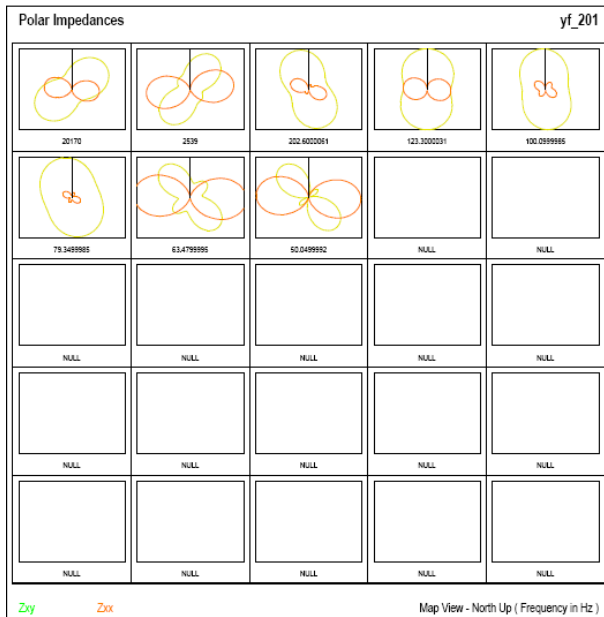 Polar Impedances yf_201
20170 2539 202.6000061 123.3000031 100.0999985
79.3499985 63.4799995 50.0499992 NULL NULL
NULL NULL NULL NULL NULL
NULL NULL NULL NULL NULL
NULL NULL NULL NULL NULL
Zxy Zxx Map View - North Up ( Frequency in Hz )